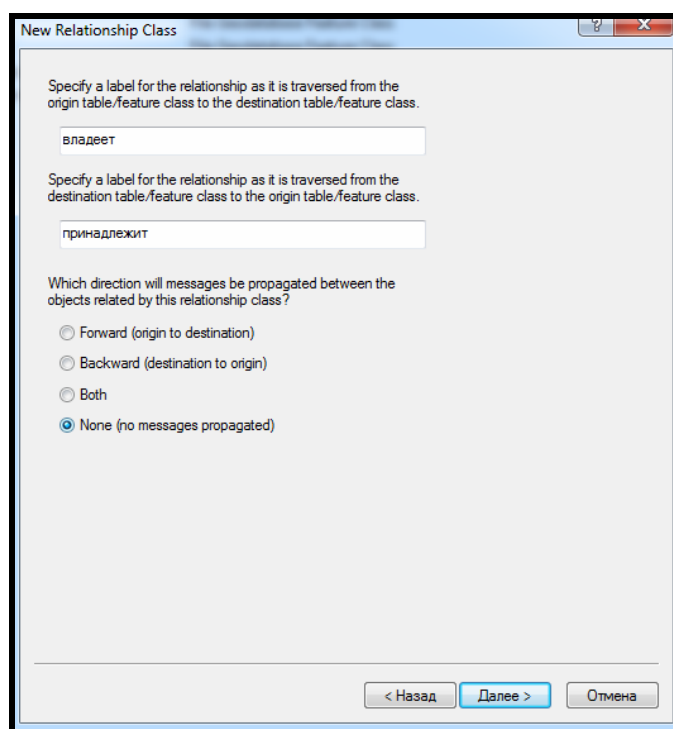 New Relationship Class
Specify a label for the relationship as it is traversed from the
origin table/feature class to the destination table/feature class.
владеет
Specify a label for the relationship as it is traversed from the
destination table/feature class to the origin table/feature class.
принадлежит
Which direction will messages be propagated between the
objects related by this relationship class?
Forward (origin to destination)
Backward (destination to origin)
Both
None (no messages propagated)
< Назад Далее > Отмена